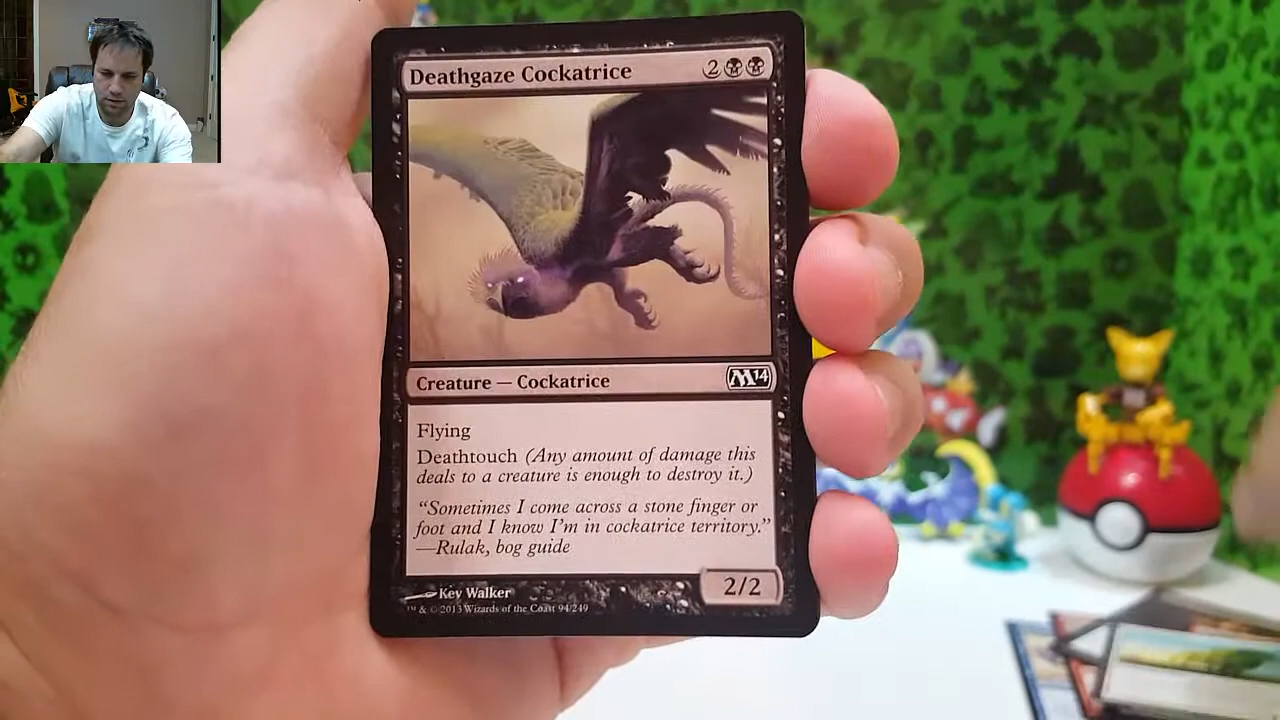 Deathgaze Cockatrice 2
Creature — Cockatrice M14
Flying
Deathtouch (Any amount of damage this
deals to a creature is enough to destroy it.)
“Sometimes I come across a stone finger or
foot and I know I’m in cockatrice territory.”
—Rulak, bog guide
2/2
Kev Walker
™ & © 2013 Wizards of the Coast 94/249